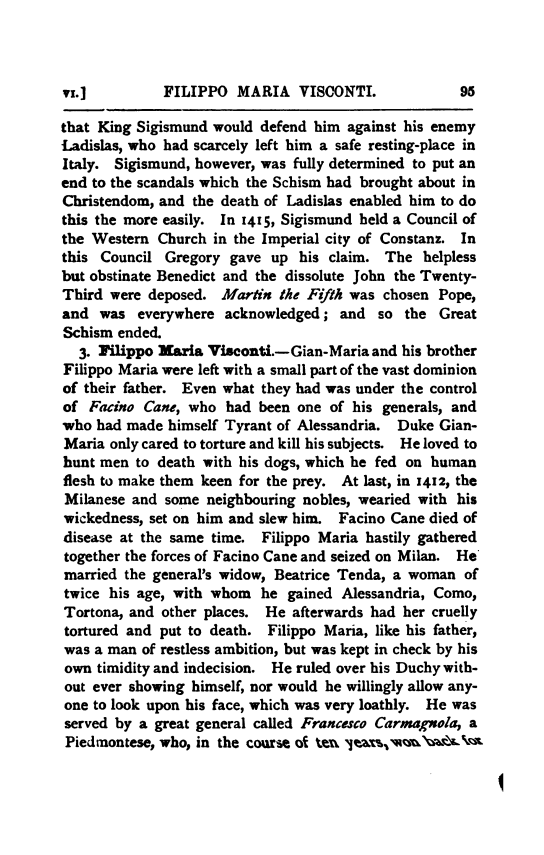 VI.] FILIPPO MARIA VISCONTI. 95
that King Sigismund would defend him against his enemy
Ladislas, who had scarcely left him a safe resting-place in
Italy. Sigismund, however, was fully determined to put an
end to the scandals which the Schism had brought about in
Christendom, and the death of Ladislas enabled him to do
this the more easily. In 1415, Sigismund held a Council of
the Western Church in the Imperial city of Constanz. In
this Council Gregory gave up his claim. The helpless
but obstinate Benedict and the dissolute John the Twenty-
Third were deposed. Martin the Fifth was chosen Pope,
and was everywhere acknowledged; and so the Great
Schism ended.
3. Filippo Maria Visconti.—Gian-Maria and his brother
Filippo Maria were left with a small part of the vast dominion
of their father. Even what they had was under the control
of Facino Cane, who had been one of his generals, and
who had made himself Tyrant of Alessandria. Duke Gian-
Maria only cared to torture and kill his subjects. He loved to
hunt men to death with his dogs, which he fed on human
flesh to make them keen for the prey. At last, in 1412, the
Milanese and some neighbouring nobles, wearied with his
wickedness, set on him and slew him. Facino Cane died of
disease at the same time. Filippo Maria hastily gathered
together the forces of Facino Cane and seized on Milan. He
married the general's widow, Beatrice Tenda, a woman of
twice his age, with whom he gained Alessandria, Como,
Tortona, and other places. He afterwards had her cruelly
tortured and put to death. Filippo Maria, like his father,
was a man of restless ambition, but was kept in check by his
own timidity and indecision. He ruled over his Duchy with-
out ever showing himself, nor would he willingly allow any-
one to look upon his face, which was very loathly. He was
served by a great general called Francesco Carmagnola, a
Piedmontese, who, in the course of ten years, won back for